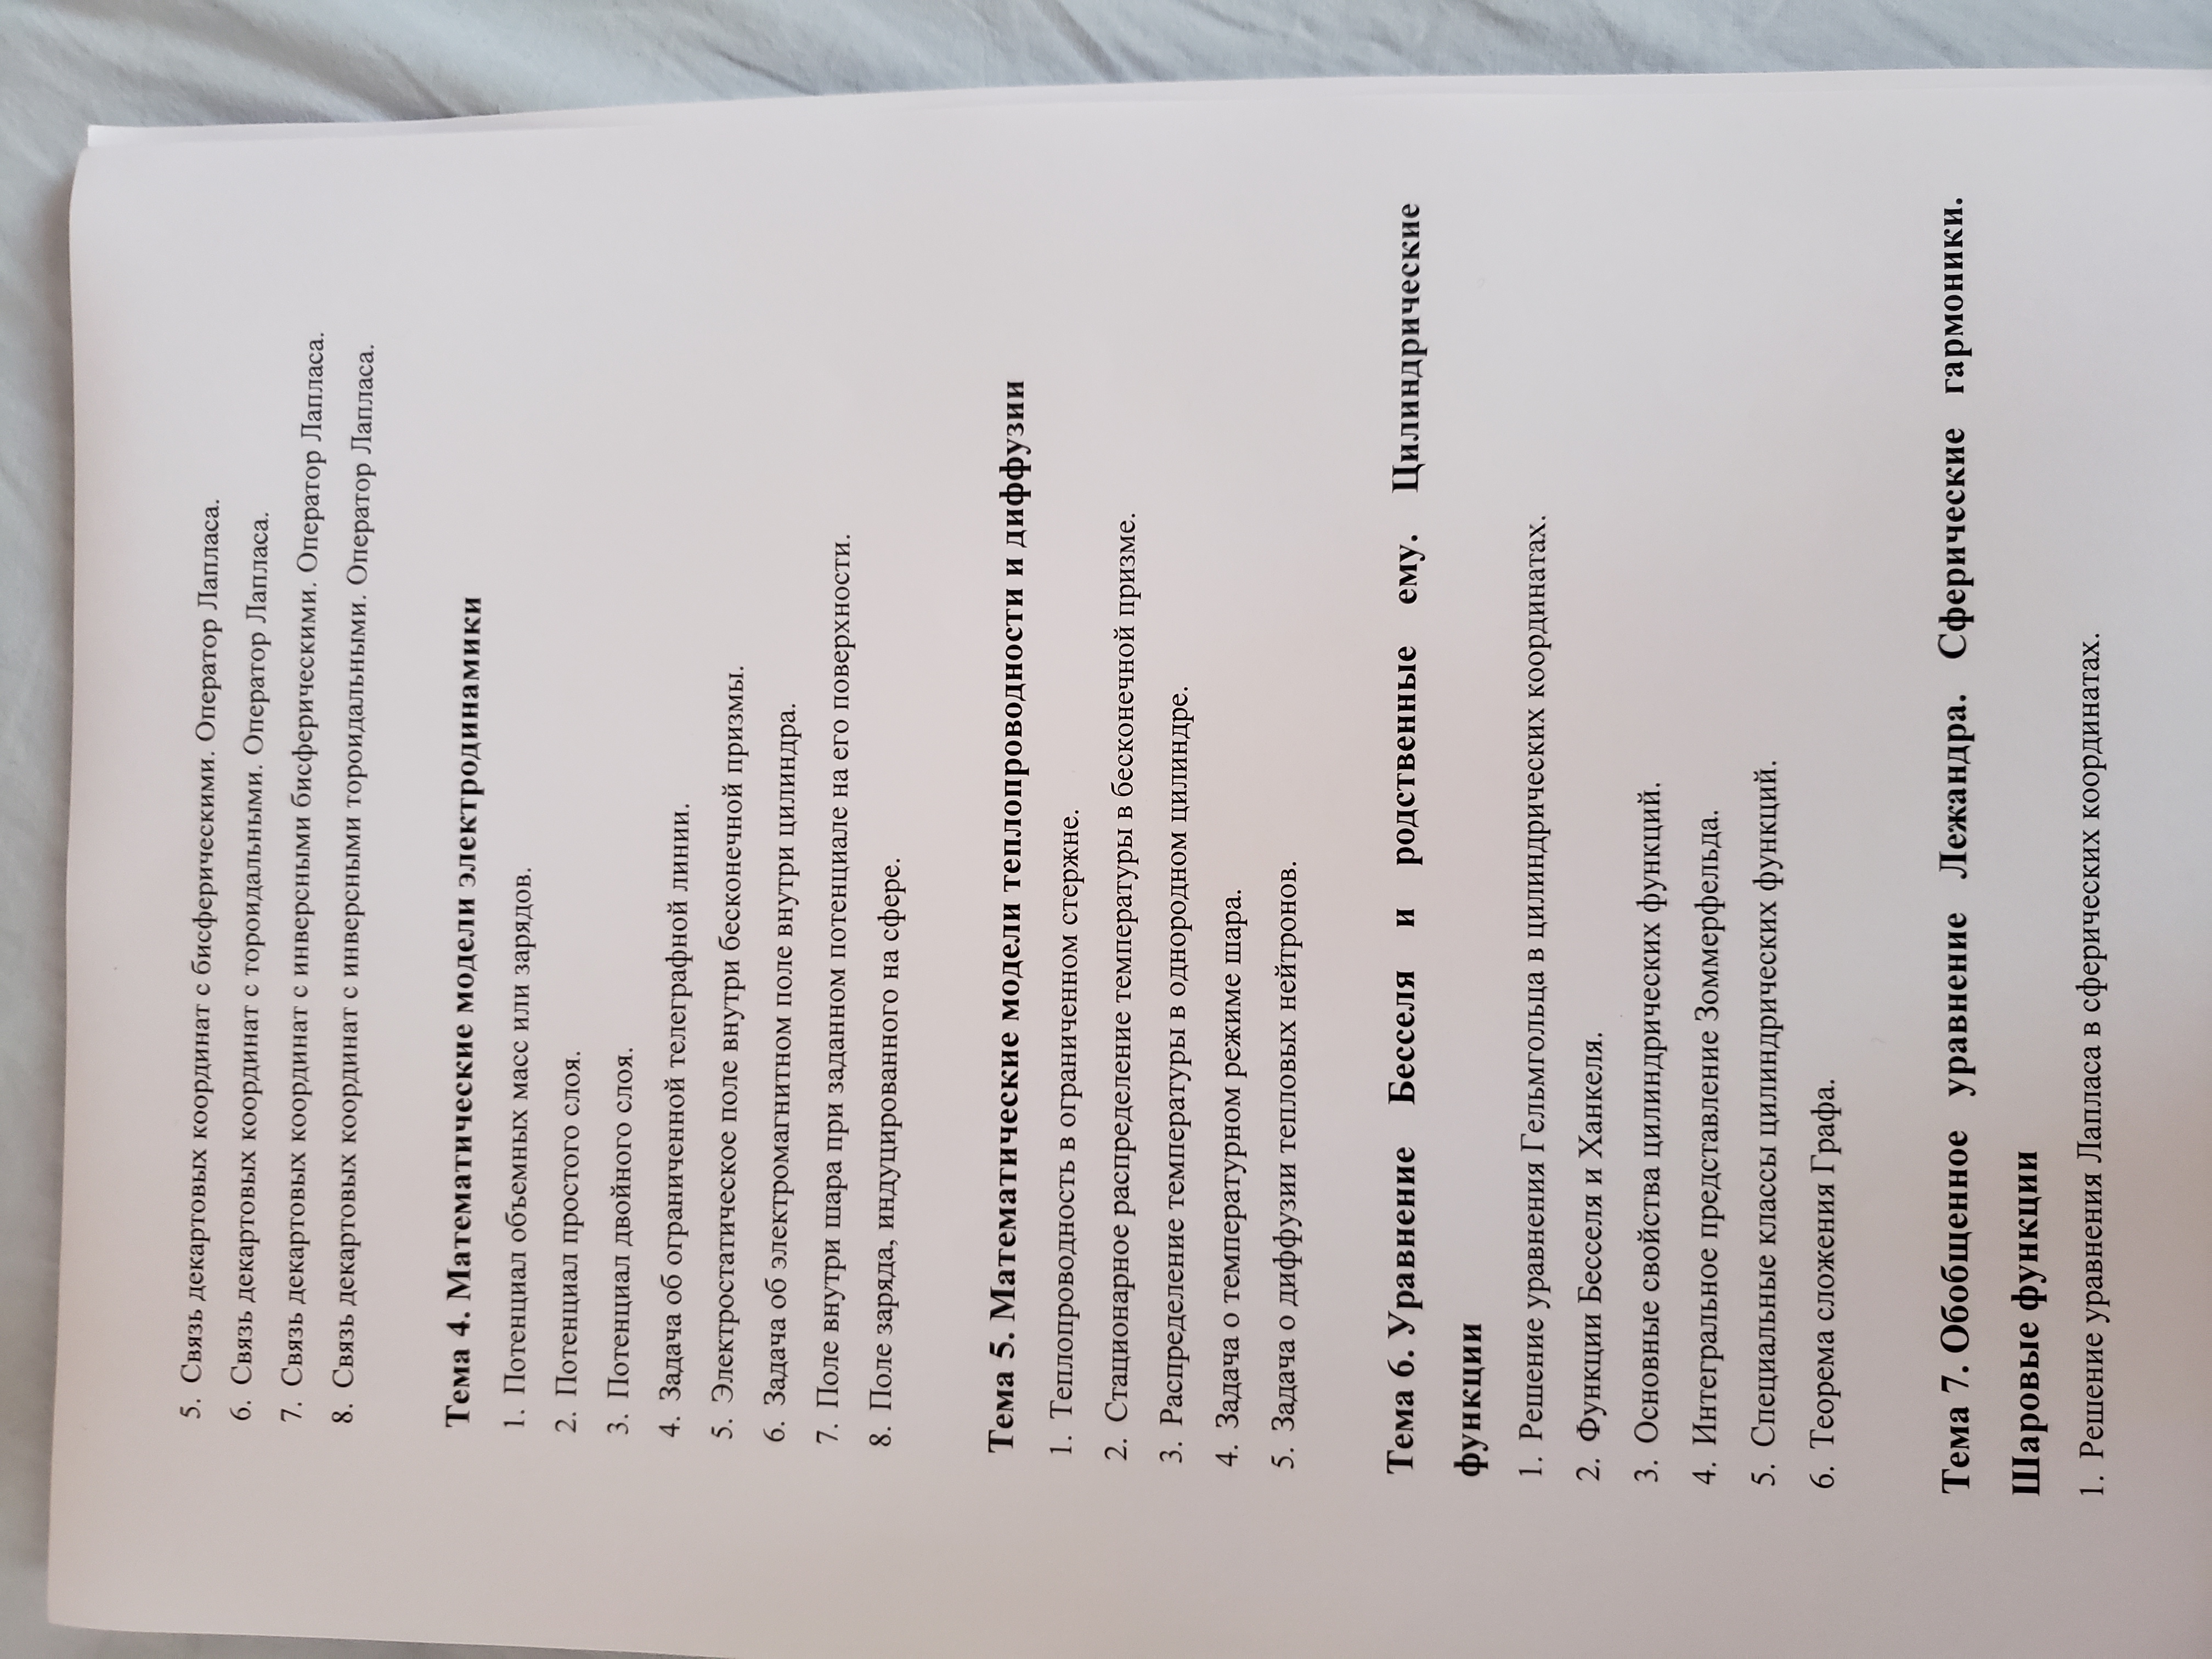 5. Связь декартовых координат с бисферическими. Оператор Лапласа.
6. Связь декартовых координат с тороидальными. Оператор Лапласа.
7. Связь декартовых координат с инверсными бисферическими. Оператор Лапласа.
8. Связь декартовых координат с инверсными тороидальными. Оператор Лапласа.
Тема 4. Математические модели электродинамики
1. Потенциал объемных масс или зарядов.
2. Потенциал простого слоя.
3. Потенциал двойного слоя.
4. Задача об ограниченной телеграфной линии.
5. Электростатическое поле внутри бесконечной призмы.
6. Задача об электромагнитном поле внутри цилиндра.
7. Поле внутри шара при заданном потенциале на его поверхности.
8. Поле заряда, индуцированного на сфере.
Тема 5. Математические модели теплопроводности и диффузии
1. Теплопроводность в ограниченном стержне.
2. Стационарное распределение температуры в бесконечной призме.
3. Распределение температуры в однородном цилиндре.
4. Задача о температурном режиме шара.
5. Задача о диффузии тепловых нейтронов.
Тема 6. Уравнение Бесселя и родственные ему. Цилиндрические
функции
1. Решение уравнения Гельмгольца в цилиндрических координатах.
2. Функции Бесселя и Ханкеля.
3. Основные свойства цилиндрических функций.
4. Интегральное представление Зоммерфельда.
5. Специальные классы цилиндрических функций.
6. Теорема сложения Графа.
Тема 7. Обобщенное уравнение Лежандра. Сферические гармоники.
Шаровые функции
1. Решение уравнения Лапласа в сферических координатах.